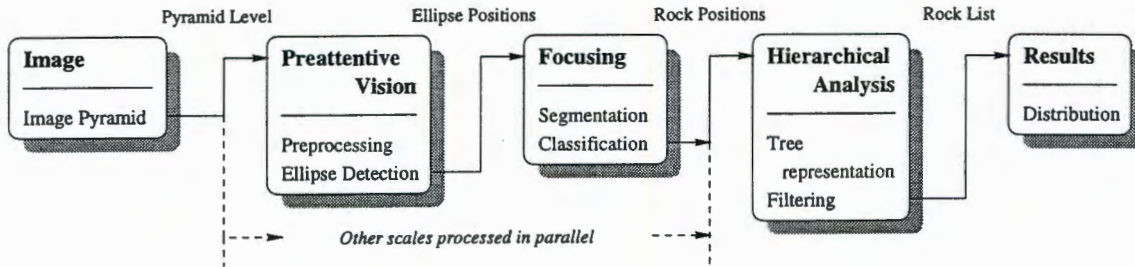 Pyramid Level
Ellipse Positions
Rock Positions
Rock List
Image
Image Pyramid
Preattentive
Vision
Preprocessing
Ellipse Detection
Focusing
Segmentation
Classification
Hierarchical
Analysis
Tree
representation
Filtering
Results
Distribution
Other scales processed in parallel